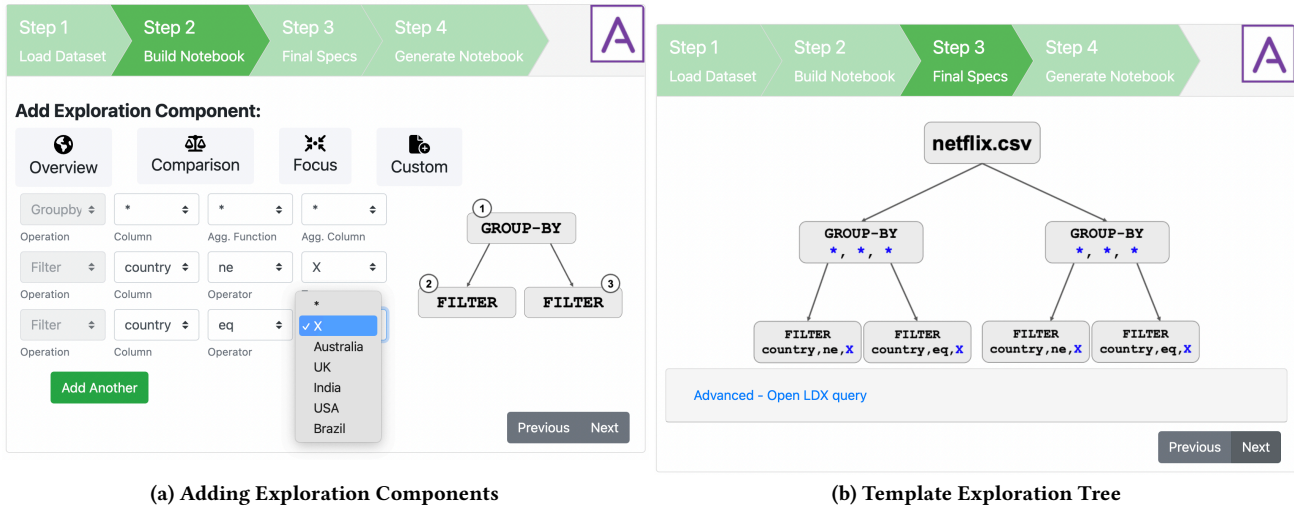 Step 1
Load Dataset
Step 2
Build Notebook
Step 3
Final Specs
Step 4
Generate Notebook
A
Add Exploration Component:
Overview
Comparison
Focus
Custom
Groupby * * *
Operation Column Agg. Function Agg. Column
Filter country ne X
Operation Column Operator
Filter country eq
Operation Column Operator
*
✓ X
Australia
UK
India
USA
Brazil
Add Another
1
GROUP-BY
2
FILTER
3
FILTER
Previous Next
(a) Adding Exploration Components
Step 1
Load Dataset
Step 2
Build Notebook
Step 3
Final Specs
Step 4
Generate Notebook
A
netflix.csv
GROUP-BY
*, *, *
GROUP-BY
*, *, *
FILTER
country,ne,X
FILTER
country,eq,X
FILTER
country,ne,X
FILTER
country,eq,X
Advanced - Open LDX query
Previous Next
(b) Template Exploration Tree